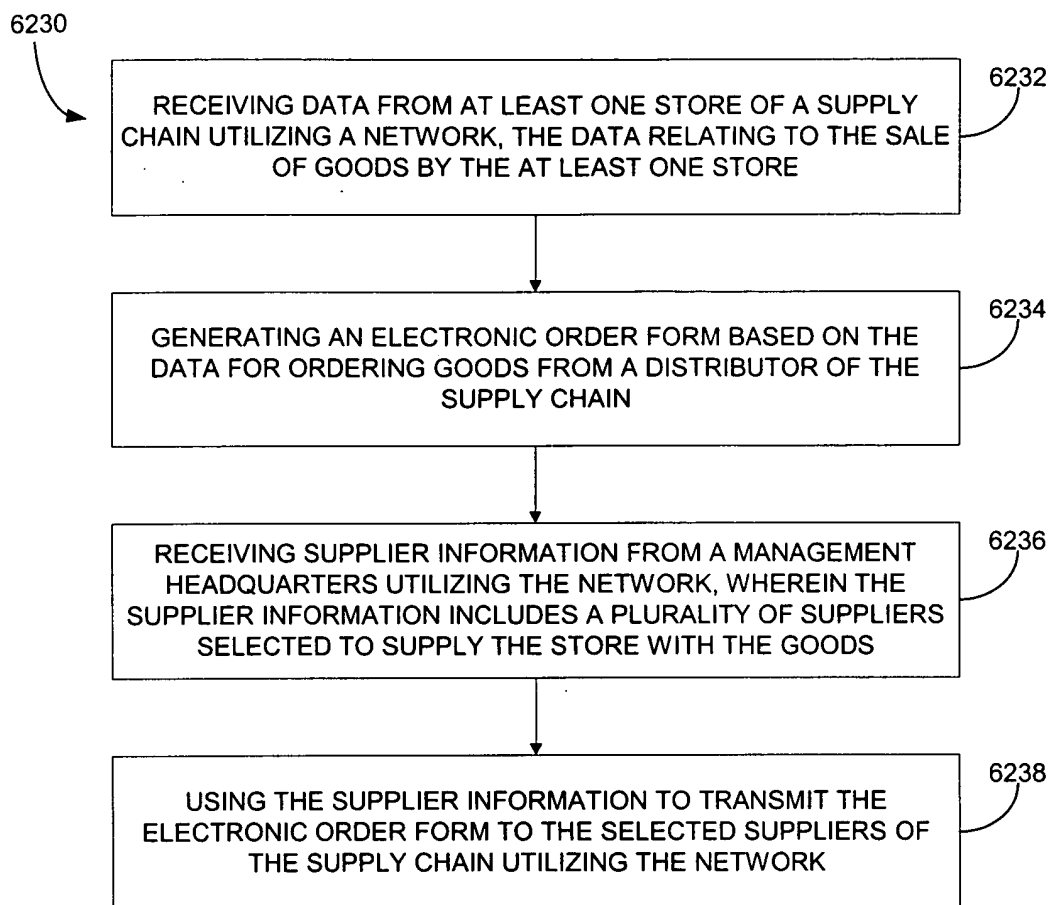 6230
6232
RECEIVING DATA FROM AT LEAST ONE STORE OF A SUPPLY
CHAIN UTILIZING A NETWORK, THE DATA RELATING TO THE SALE
OF GOODS BY THE AT LEAST ONE STORE
6234
GENERATING AN ELECTRONIC ORDER FORM BASED ON THE
DATA FOR ORDERING GOODS FROM A DISTRIBUTOR OF THE
SUPPLY CHAIN
6236
RECEIVING SUPPLIER INFORMATION FROM A MANAGEMENT
HEADQUARTERS UTILIZING THE NETWORK, WHEREIN THE
SUPPLIER INFORMATION INCLUDES A PLURALITY OF SUPPLIERS
SELECTED TO SUPPLY THE STORE WITH THE GOODS
6238
USING THE SUPPLIER INFORMATION TO TRANSMIT THE
ELECTRONIC ORDER FORM TO THE SELECTED SUPPLIERS OF
THE SUPPLY CHAIN UTILIZING THE NETWORK